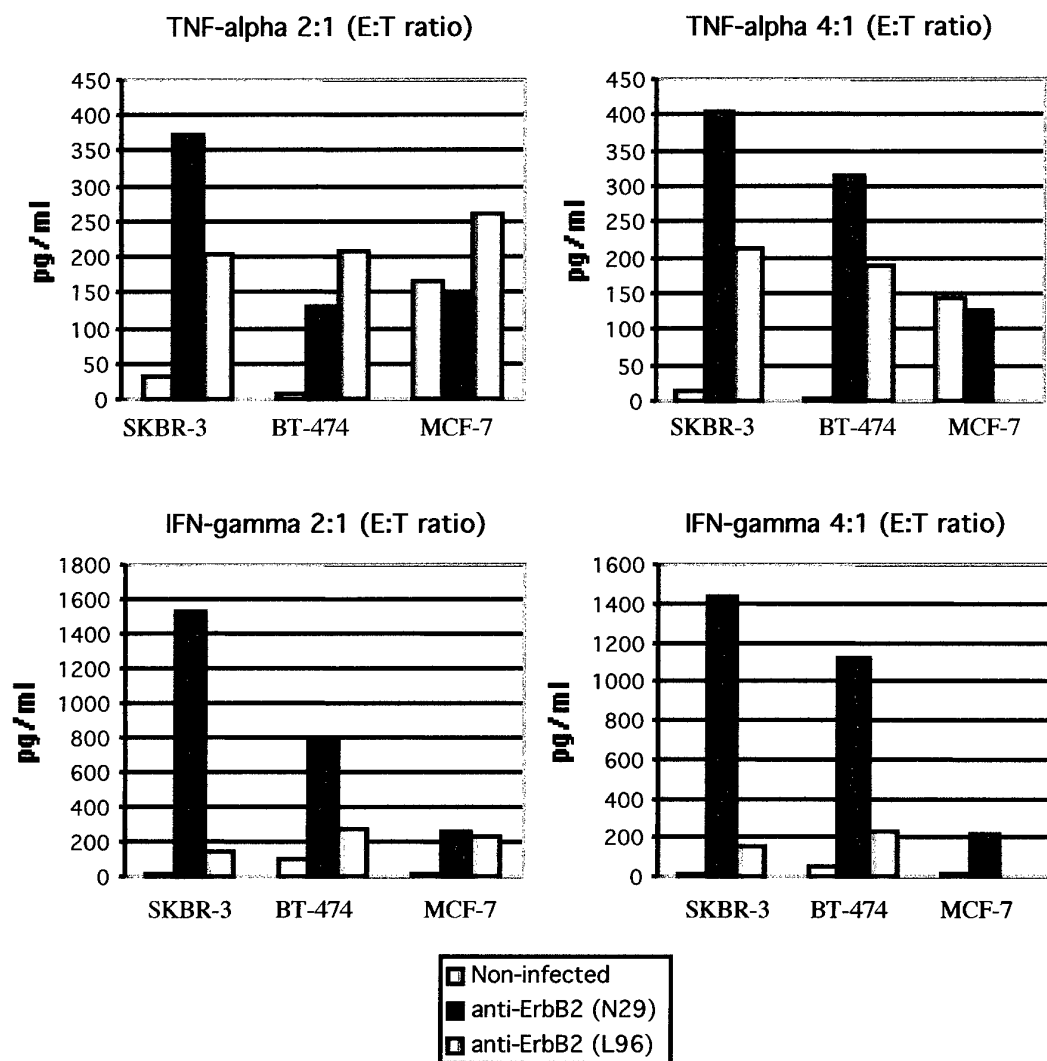 TNF-alpha 2:1 (E:T ratio)
450
400
350
300
250
200
150
100
50
0
pg/ml
SKBR-3 BT-474 MCF-7
TNF-alpha 4:1 (E:T ratio)
450
400
350
300
250
200
150
100
50
0
pg/ml
SKBR-3 BT-474 MCF-7
IFN-gamma 2:1 (E:T ratio)
1800
1600
1400
1200
1000
800
600
400
200
0
pg/ml
SKBR-3 BT-474 MCF-7
IFN-gamma 4:1 (E:T ratio)
1600
1400
1200
1000
800
600
400
200
0
pg/ml
SKBR-3 BT-474 MCF-7
Non-infected
anti-ErbB2 (N29)
anti-ErbB2 (L96)